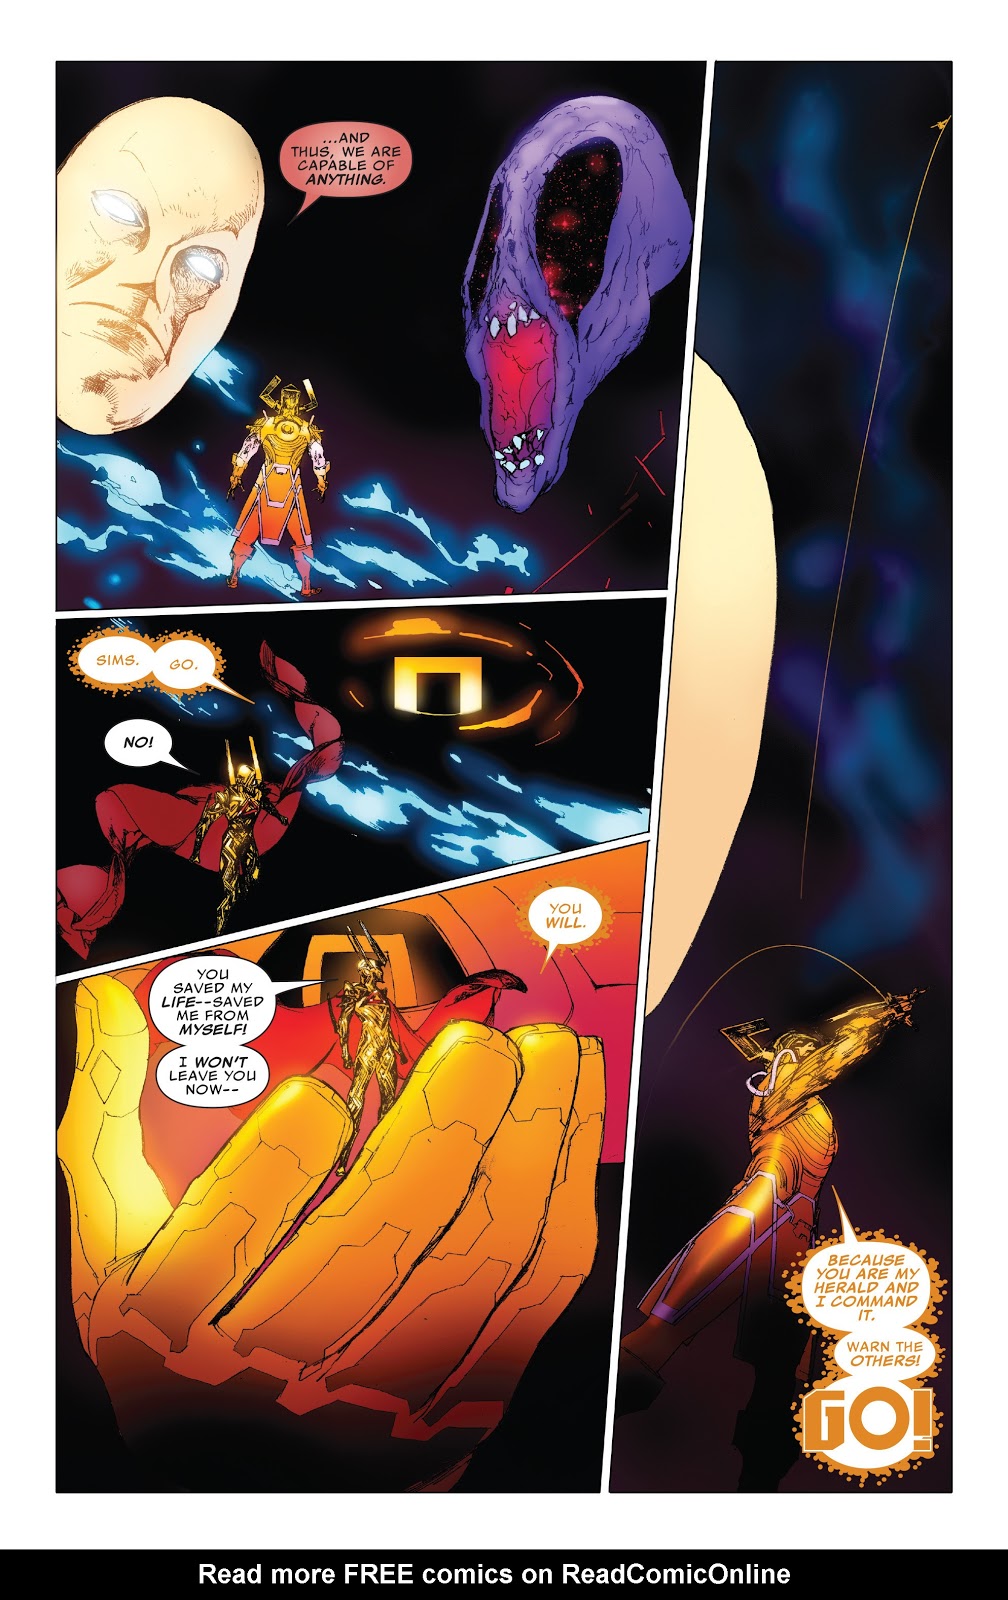 ...AND
THUS, WE ARE
CAPABLE OF
ANYTHING.
SIMS.
GO.
NO!
YOU
SAVED MY
LIFE--SAVED
ME FROM
MYSELF!
I WON'T
LEAVE YOU
NOW--
YOU
WILL.
BECAUSE
YOU ARE MY
HERALD AND
I COMMAND
IT.
WARN THE
OTHERS!
GO!
Read more FREE comics on ReadComicOnline